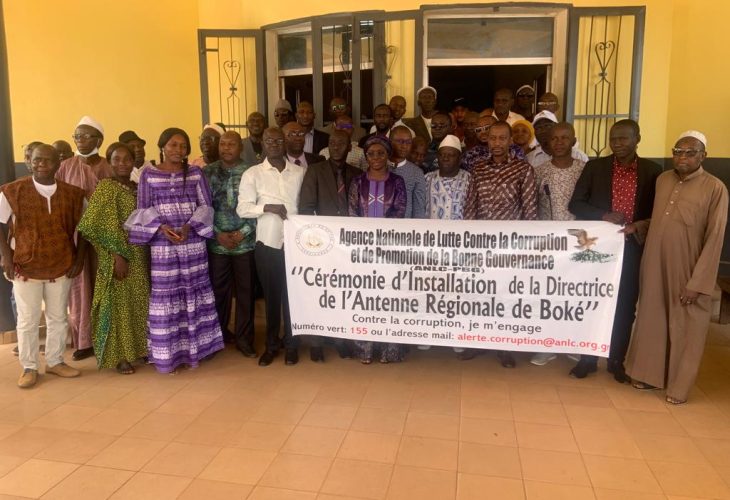 Agence Nationale de Lutte Contre la Corruption
et de Promotion de la Bonne Gouvernance
(ANLC-PBG)
''Cérémonie d'Installation de la Directrice
de l'Antenne Régionale de Boké''
Contre la corruption, je m'engage
Numéro vert: 155 ou l'adresse mail: alerte.corruption@anlc.org.gn